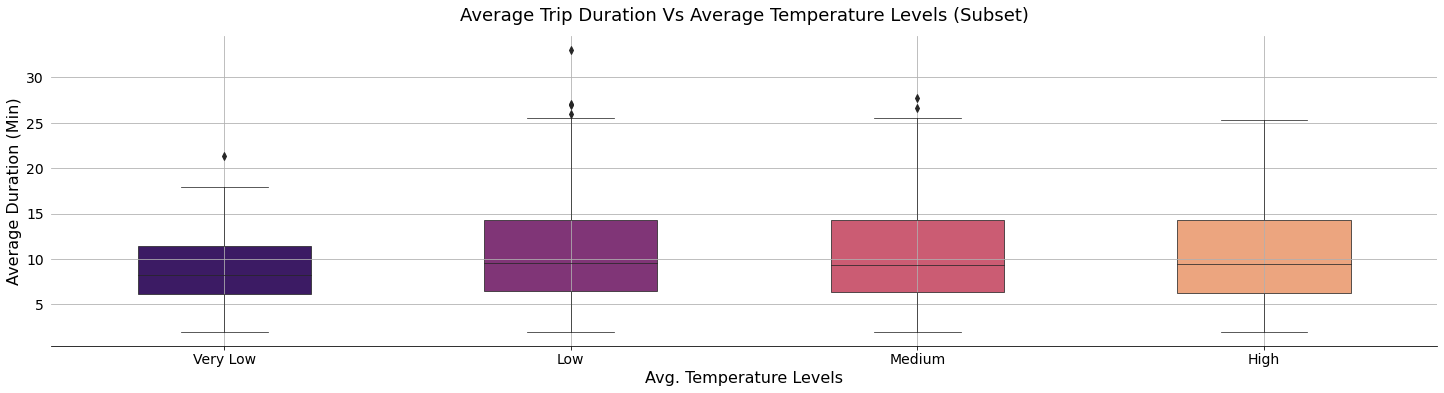 Average Trip Duration Vs Average Temperature Levels (Subset)
Average Duration (Min)
30
25
20
15
10
5
Very Low Low Medium High
Avg. Temperature Levels